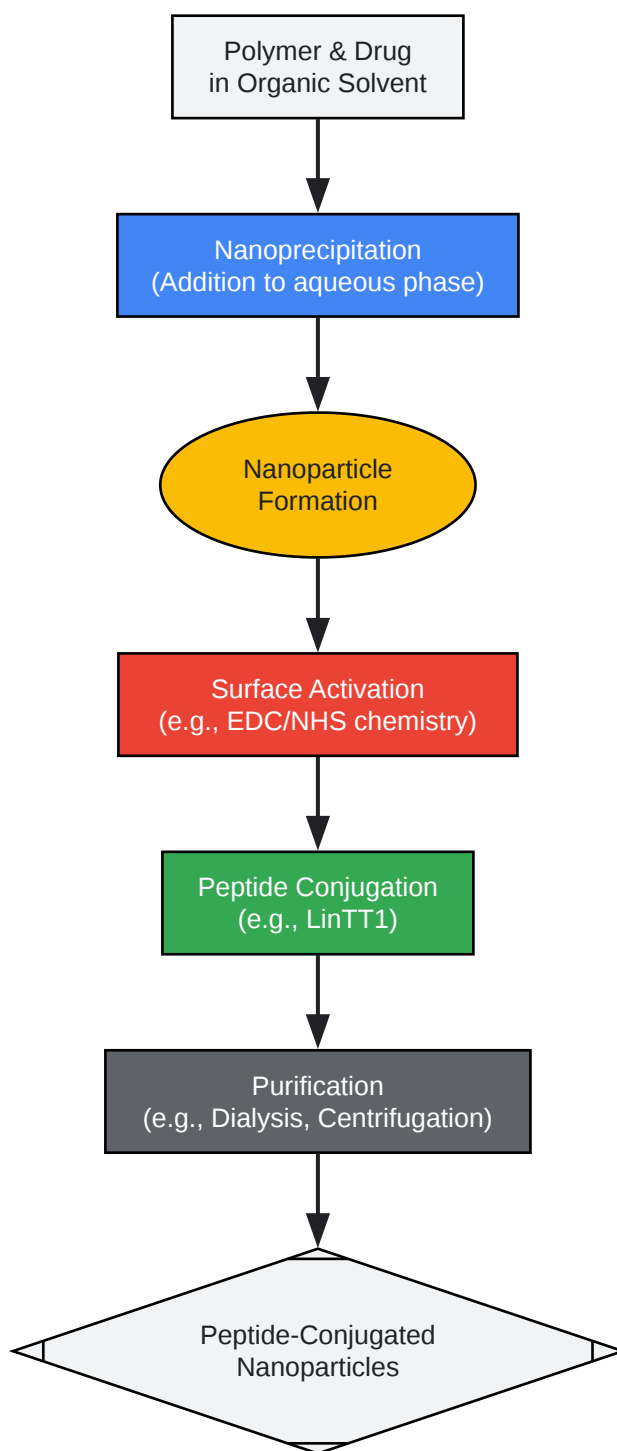 Polymer & Drug
in Organic Solvent
Nanoprecipitation
(Addition to aqueous phase)
Nanoparticle
Formation
Surface Activation
(e.g., EDC/NHS chemistry)
Peptide Conjugation
(e.g., LinTT1)
Purification
(e.g., Dialysis, Centrifugation)
Peptide-Conjugated
Nanoparticles